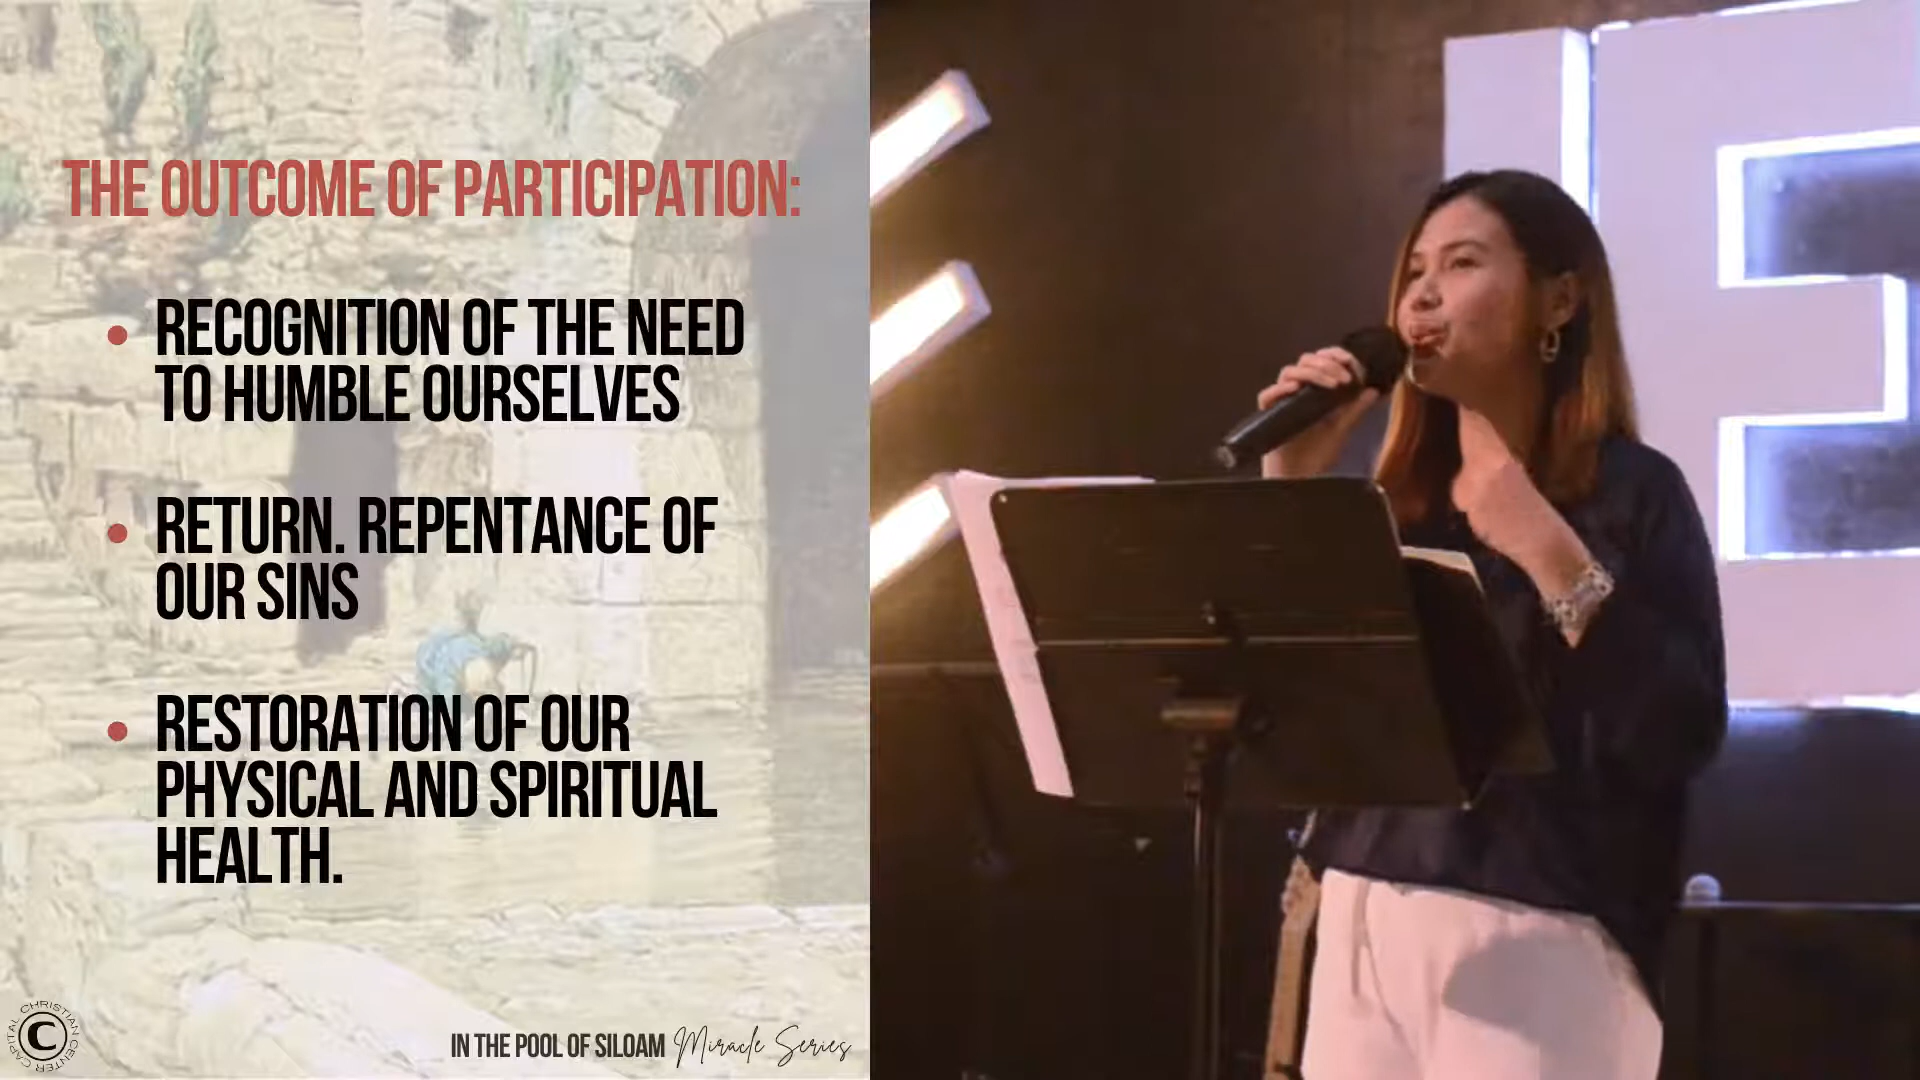 THE OUTCOME OF PARTICIPATION:
• RECOGNITION OF THE NEED
TO HUMBLE OURSELVES
• RETURN. REPENTANCE OF
OUR SINS
• RESTORATION OF OUR
PHYSICAL AND SPIRITUAL
HEALTH.
CAPITAL CHRISTIAN CENTER
C
IN THE POOL OF SILOAM Miracle Series
E